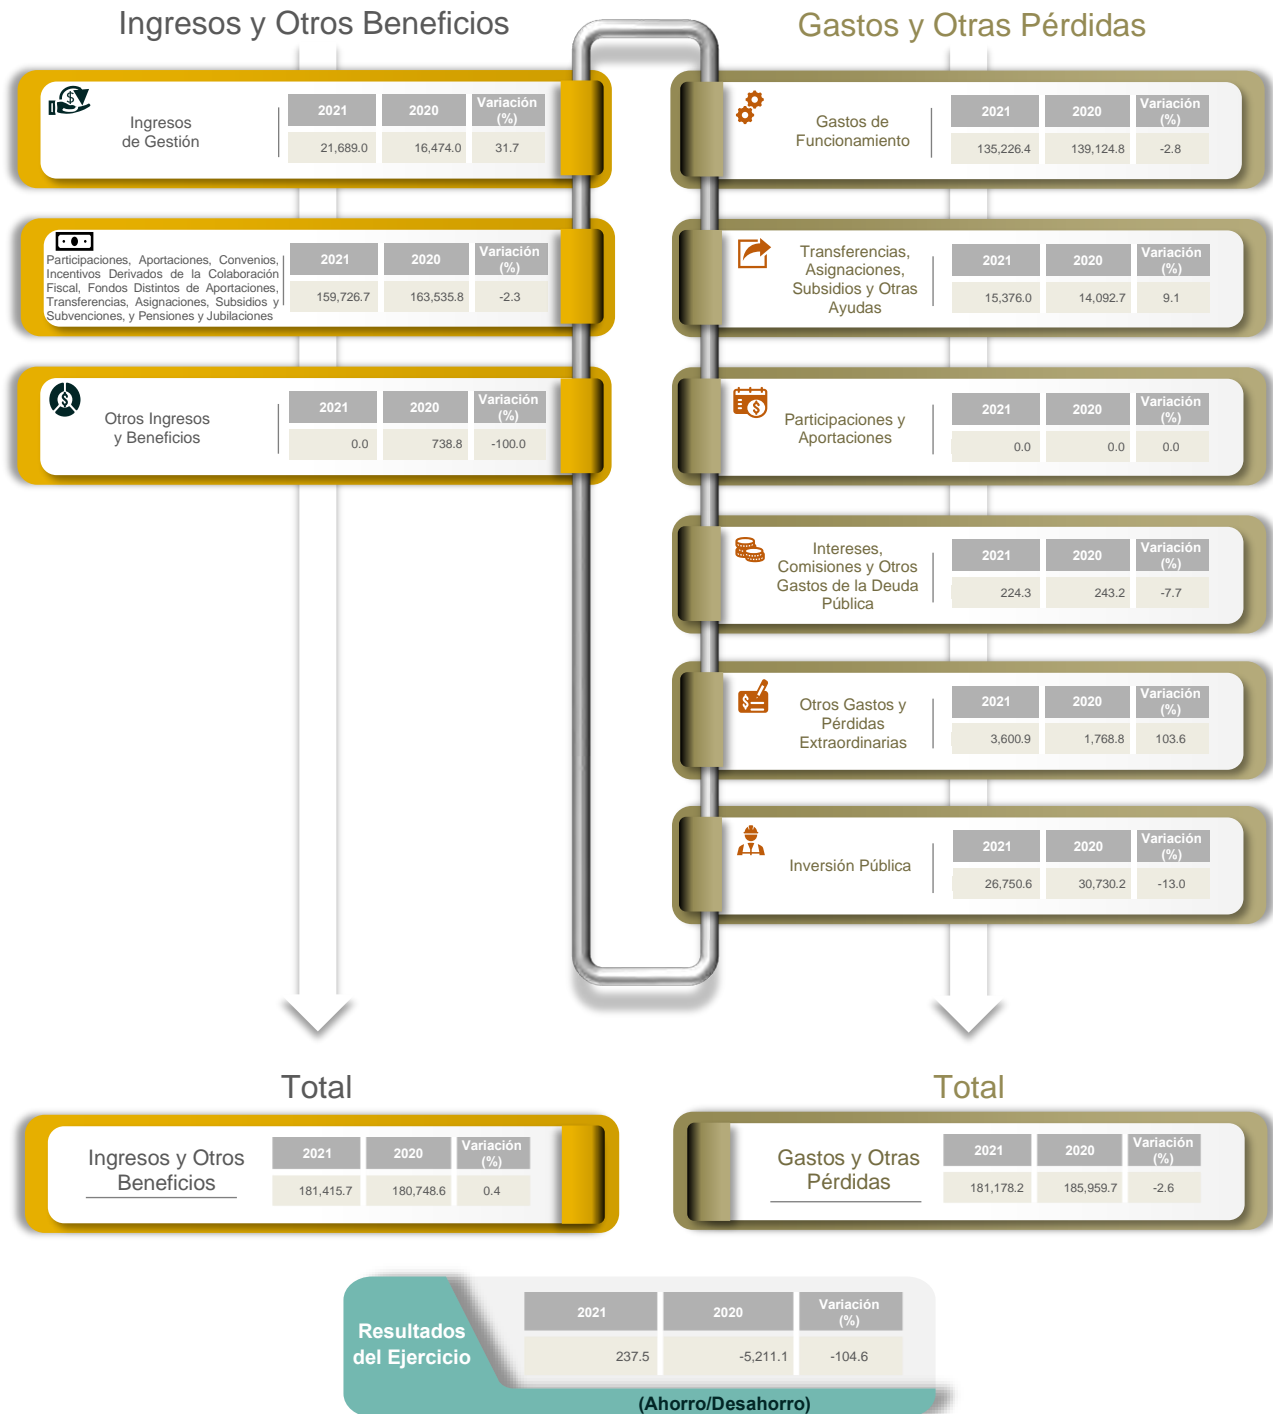 Ingresos y Otros Beneficios
Ingresos
de Gestión
2021 2020 Variación (%)
21,689.0 16,474.0 31.7
Participaciones, Aportaciones, Convenios,
Incentivos Derivados de la Colaboración
Fiscal, Fondos Distintos de Aportaciones,
Transferencias, Asignaciones, Subsidios y
Subvenciones, y Pensiones y Jubilaciones
2021 2020 Variación (%)
159,726.7 163,535.8 -2.3
Otros Ingresos
y Beneficios
2021 2020 Variación (%)
0.0 738.8 -100.0
Gastos y Otras Pérdidas
Gastos de
Funcionamiento
2021 2020 Variación (%)
135,226.4 139,124.8 -2.8
Transferencias,
Asignaciones,
Subsidios y Otras
Ayudas
2021 2020 Variación (%)
15,376.0 14,092.7 9.1
Participaciones y
Aportaciones
2021 2020 Variación (%)
0.0 0.0 0.0
Intereses,
Comisiones y Otros
Gastos de la Deuda
Pública
2021 2020 Variación (%)
224.3 243.2 -7.7
Otros Gastos y
Pérdidas
Extraordinarias
2021 2020 Variación (%)
3,600.9 1,768.8 103.6
Inversión Pública
2021 2020 Variación (%)
26,750.6 30,730.2 -13.0
Total
Ingresos y Otros
Beneficios
2021 2020 Variación (%)
181,415.7 180,748.6 0.4
Total
Gastos y Otras
Pérdidas
2021 2020 Variación (%)
181,178.2 185,959.7 -2.6
Resultados
del Ejercicio
2021 2020 Variación (%)
237.5 -5,211.1 -104.6
(Ahorro/Desahorro)